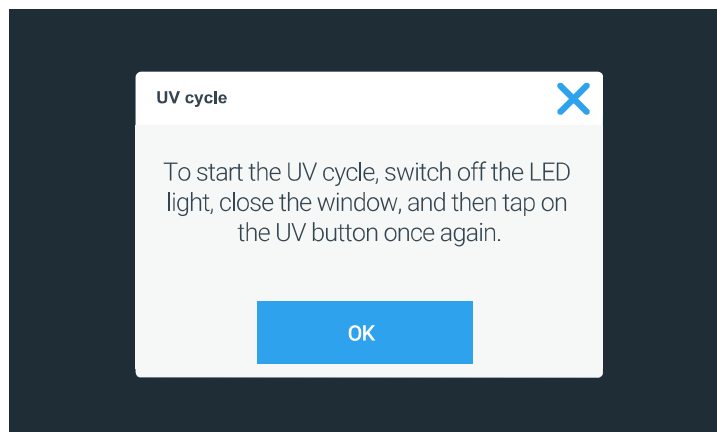 UV cycle
To start the UV cycle, switch off the LED
light, close the window, and then tap on
the UV button once again.
OK